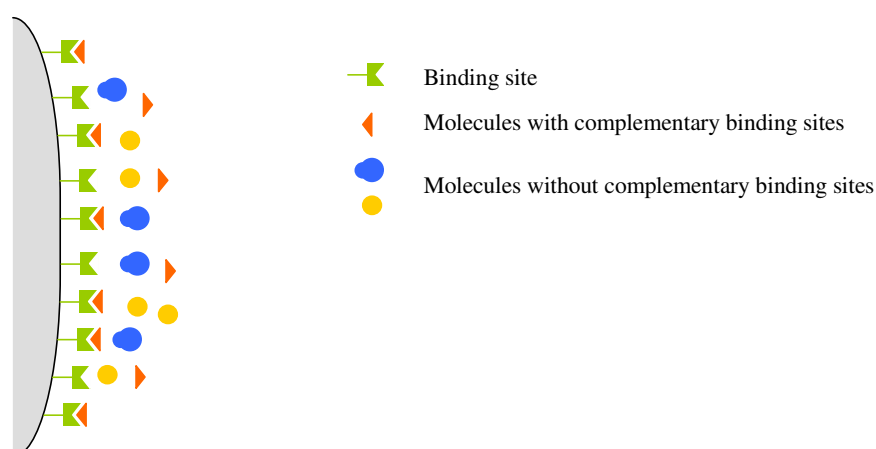 Binding site
Molecules with complementary binding sites
Molecules without complementary binding sites